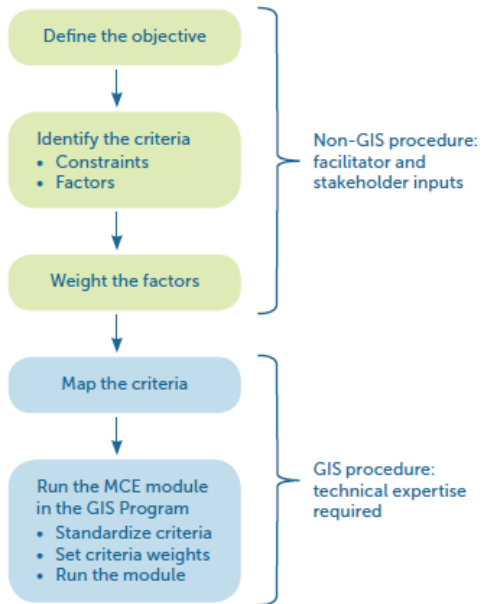 Define the objective
Identify the criteria
• Constraints
• Factors
Non-GIS procedure:
facilitator and
stakeholder inputs
Weight the factors
Map the criteria
Run the MCE module
in the GIS Program
• Standardize criteria
• Set criteria weights
• Run the module
GIS procedure:
technical expertise
required